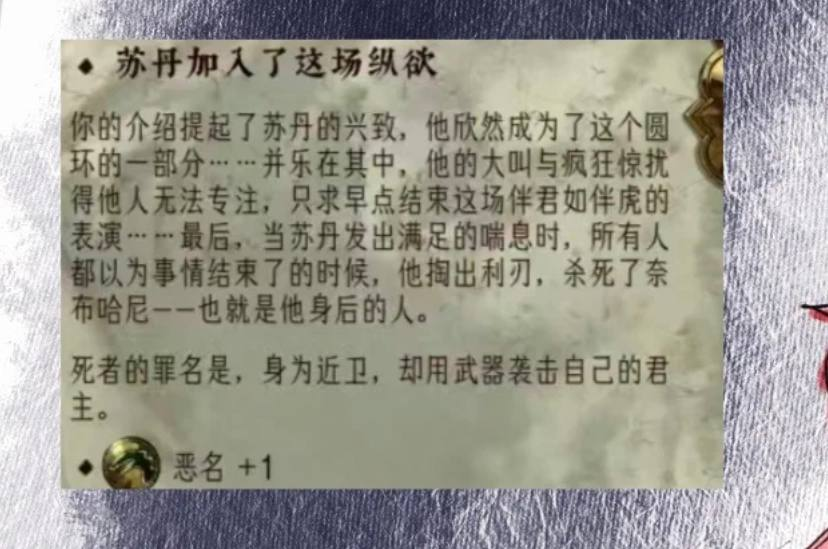 苏丹加入了这场纵欲
你的介绍提起了苏丹的兴致，他欣然成为了这个圆
环的一部分……并乐在其中，他的大叫与疯狂惊扰
得他人无法专注，只求早点结束这场伴君如伴虎的
表演……最后，当苏丹发出满足的喘息时，所有人
都以为事情结束了的时候，他掏出利刃，杀死了奈
布哈尼——也就是他身后的人。
死者的罪名是，身为近卫，却用武器袭击自己的君
主。
恶名 +1